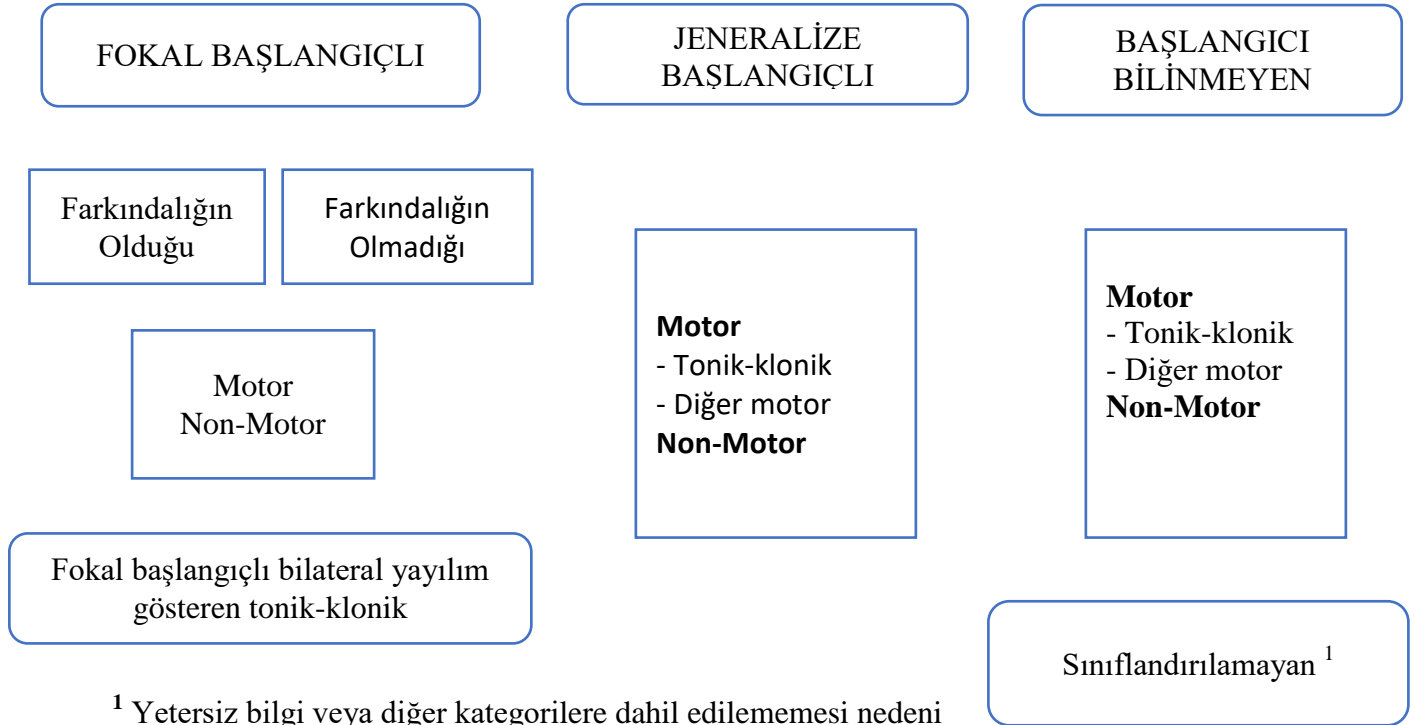 FOKAL BAŞLANGIÇLI
JENERALİZE
BAŞLANGIÇLI
BAŞLANGICI
BİLİNMEYEN
Farkındalığın
Olduğu
Farkındalığın
Olmadığı
Motor
Non-Motor
Motor
- Tonik-klonik
- Diğer motor
Non-Motor
Motor
- Tonik-klonik
- Diğer motor
Non-Motor
Fokal başlangıçlı bilateral yayılım
gösteren tonik-klonik
Sınıflandırılamayan ¹
¹ Yetersiz bilgi veya diğer kategorilere dahil edilememesi nedeni